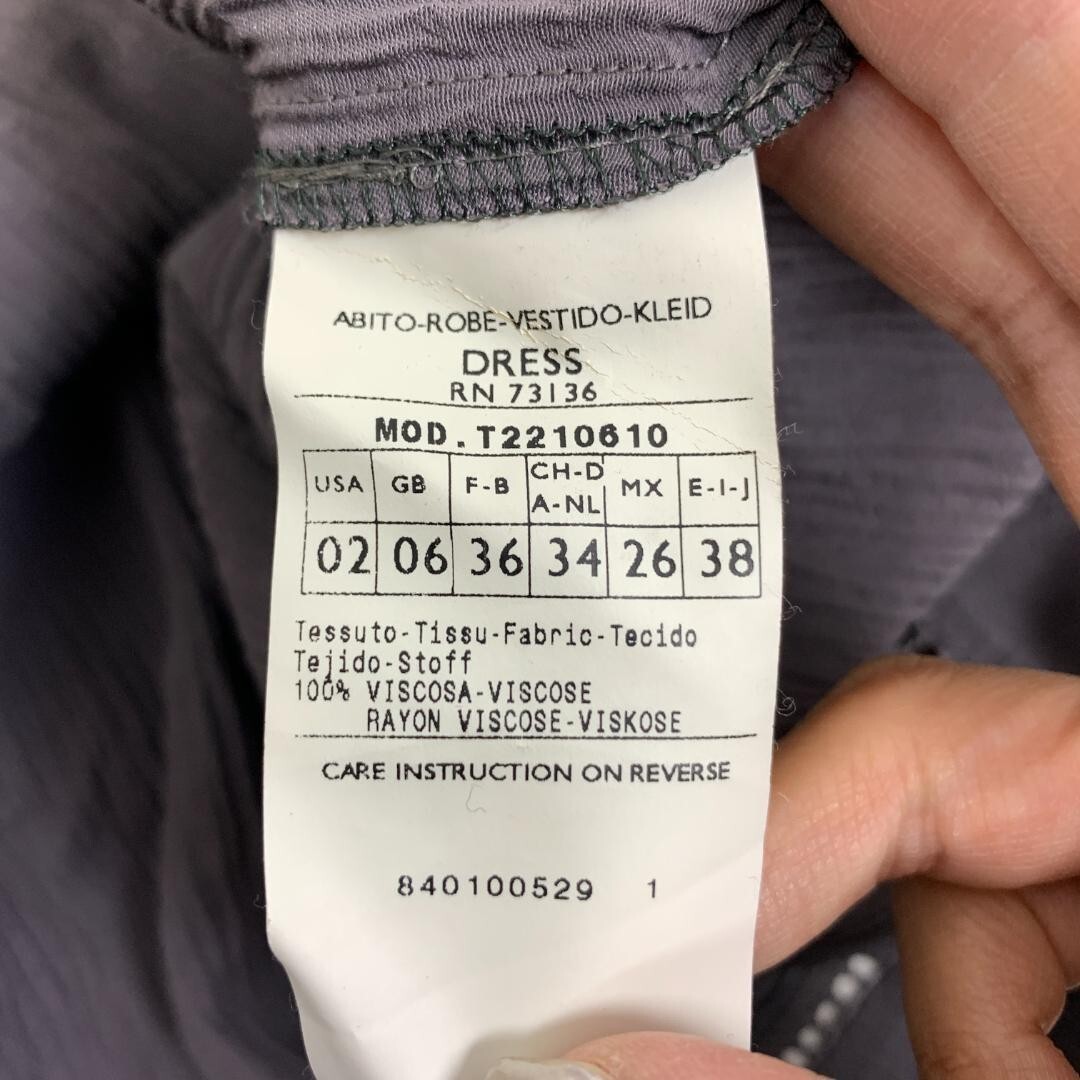 ABITO-ROBE-VESTIDO-KLEID
DRESS
RN 73136
MOD. T2210610
USA GB F-B CH-D A-NL MX E-I-J
02 06 36 34 26 38
Tessuto-Tissu-Fabric-Tecido
Tejido-Stoff
100% VISCOSA-VISCOSE
RAYON VISCOSE-VISKOSE
CARE INSTRUCTION ON REVERSE
840100529 1